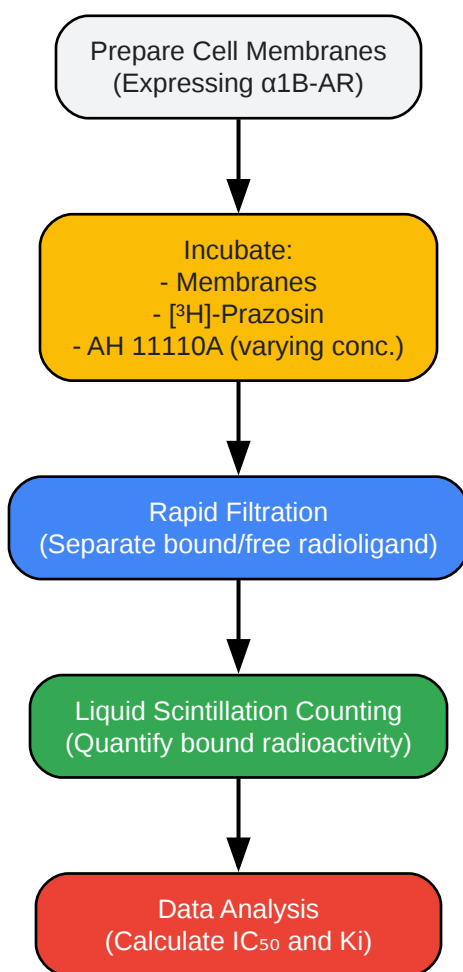 Prepare Cell Membranes
(Expressing α1B-AR)
Incubate:
- Membranes
- [³H]-Prazosin
- AH 11110A (varying conc.)
Rapid Filtration
(Separate bound/free radioligand)
Liquid Scintillation Counting
(Quantify bound radioactivity)
Data Analysis
(Calculate IC₅₀ and Ki)